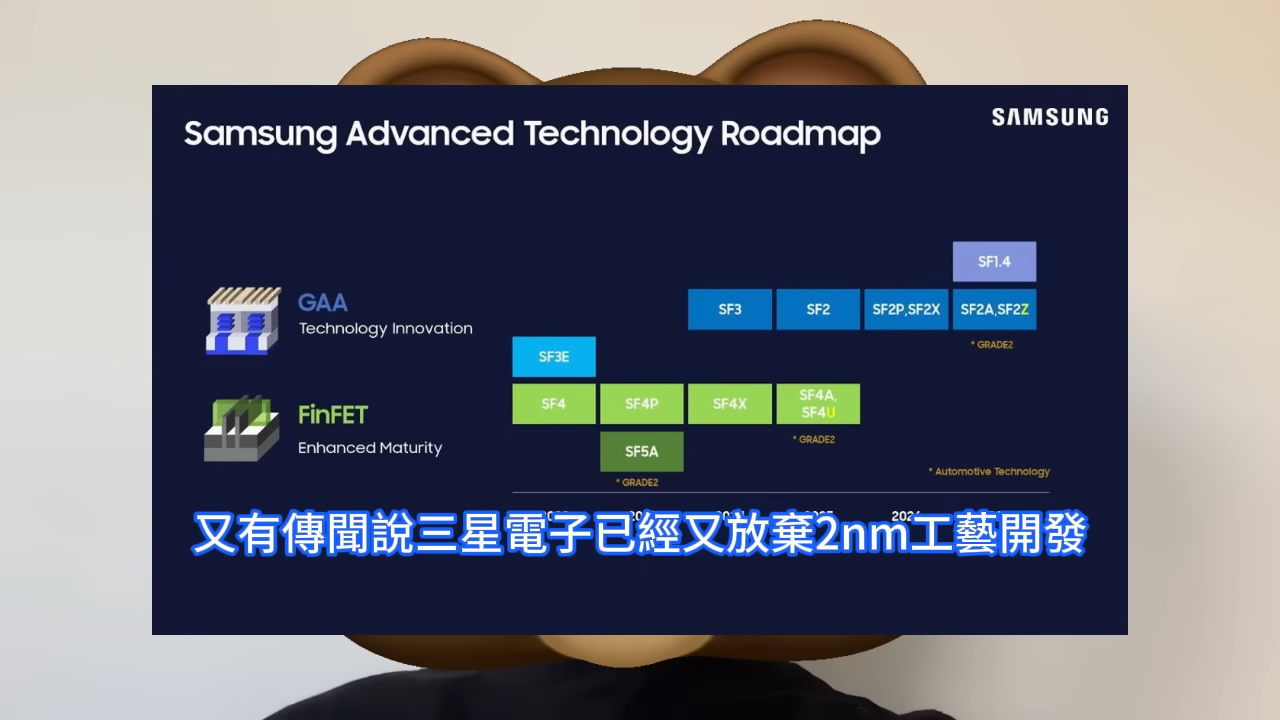 SAMSUNG
Samsung Advanced Technology Roadmap
SF1.4
GAA
Technology Innovation
SF3
SF2
SF2P,SF2X
SF2A,SF2Z
* GRADE2
SF3E
FinFET
Enhanced Maturity
SF4
SF4P
SF4X
SF4A,
SF4U
* GRADE2
SF5A
* GRADE2
* Automotive Technology
又有傳聞說三星電子已經又放棄2nm工藝開發